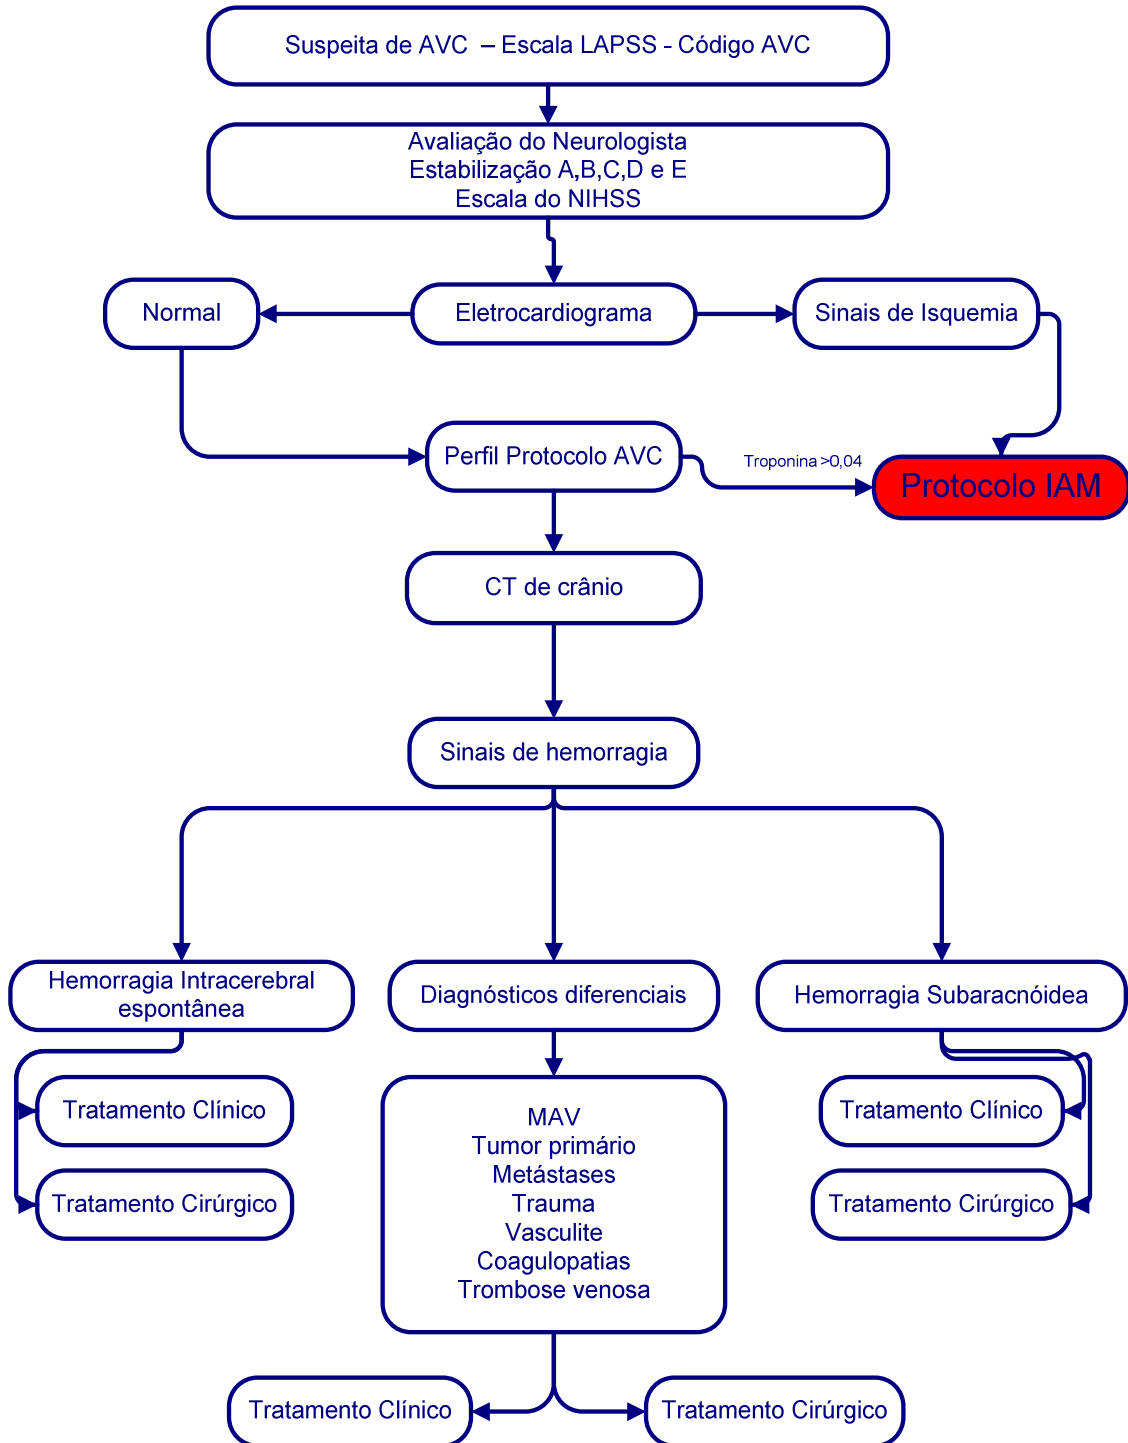 Suspeita de AVC – Escala LAPSS - Código AVC
Avaliação do Neurologista
Estabilização A,B,C,D e E
Escala do NIHSS
Normal
Eletrocardiograma
Sinais de Isquemia
Perfil Protocolo AVC
Troponina >0,04
Protocolo IAM
CT de crânio
Sinais de hemorragia
Hemorragia Intracerebral
espontânea
Diagnósticos diferenciais
Hemorragia Subaracnóidea
Tratamento Clínico
Tratamento Cirúrgico
MAV
Tumor primário
Metástases
Trauma
Vasculite
Coagulopatias
Trombose venosa
Tratamento Clínico
Tratamento Cirúrgico
Tratamento Clínico
Tratamento Cirúrgico